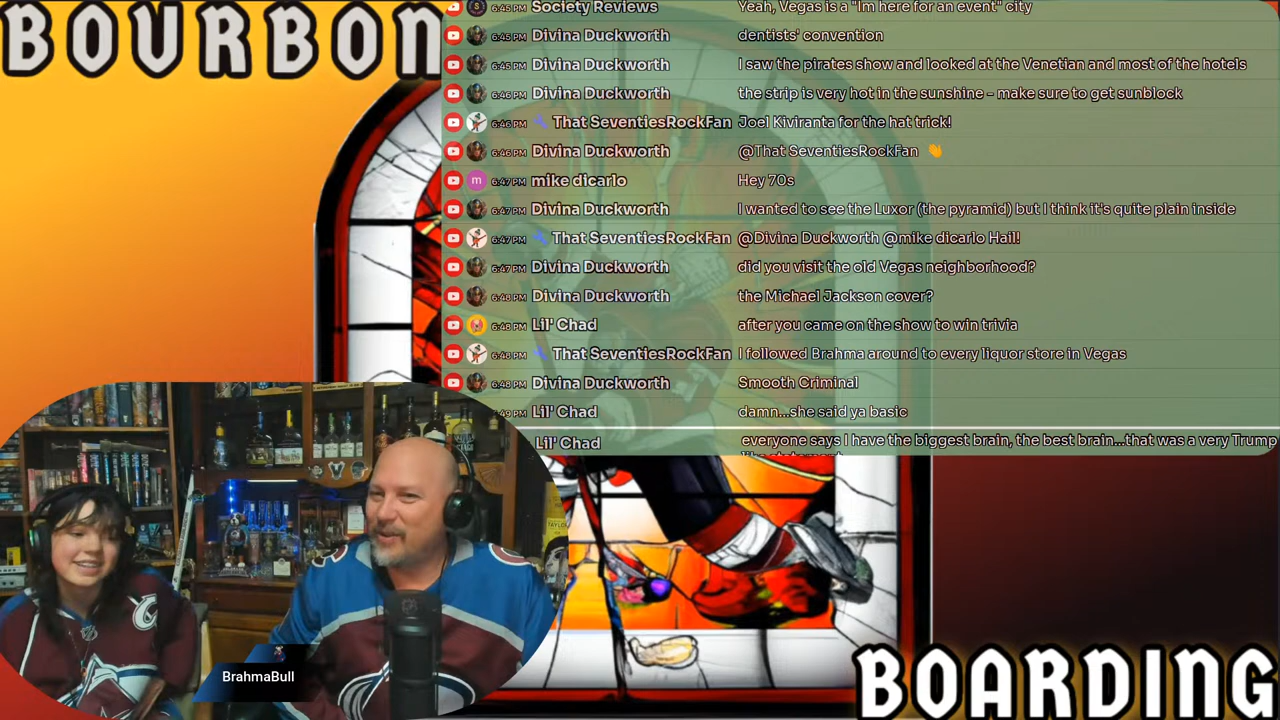 BOURBON
6:45 PM Society Reviews Yeah, Vegas is a "Im here for an event" city
6:45 PM Divina Duckworth dentists' convention
6:45 PM Divina Duckworth I saw the pirates show and looked at the Venetian and most of the hotels
6:46 PM Divina Duckworth the strip is very hot in the sunshine - make sure to get sunblock
6:46 PM That SeventiesRockFan Joel Kiviranta for the hat trick!
6:46 PM Divina Duckworth @That SeventiesRockFan 👋
m 6:47 PM mike dicarlo Hey 70s
6:47 PM Divina Duckworth I wanted to see the Luxor (the pyramid) but I think it's quite plain inside
6:47 PM That SeventiesRockFan @Divina Duckworth @mike dicarlo Hail!
6:47 PM Divina Duckworth did you visit the old Vegas neighborhood?
6:48 PM Divina Duckworth the Michael Jackson cover?
6:48 PM Lil' Chad after you came on the show to win trivia
6:48 PM That SeventiesRockFan I followed Brahma around to every liquor store in Vegas
6:48 PM Divina Duckworth Smooth Criminal
6:49 PM Lil' Chad damn...she said ya basic
Lil' Chad everyone says I have the biggest brain, the best brain...that was a very Trump
like statement
BrahmaBull
BOARDING